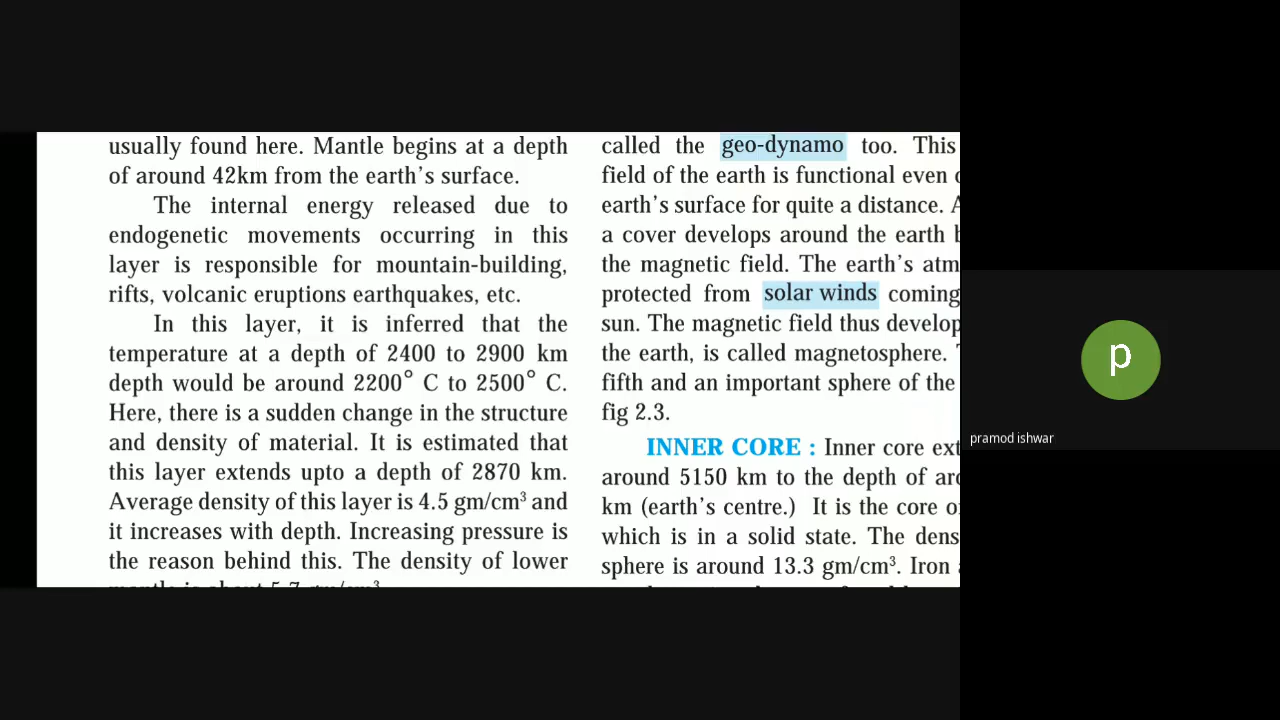 usually found here. Mantle begins at a depth
of around 42km from the earth's surface.
The internal energy released due to
endogenetic movements occurring in this
layer is responsible for mountain-building,
rifts, volcanic eruptions earthquakes, etc.
In this layer, it is inferred that the
temperature at a depth of 2400 to 2900 km
depth would be around 2200° C to 2500° C.
Here, there is a sudden change in the structure
and density of material. It is estimated that
this layer extends upto a depth of 2870 km.
Average density of this layer is 4.5 gm/cm³ and
it increases with depth. Increasing pressure is
the reason behind this. The density of lower
called the geo-dynamo too. This
field of the earth is functional even
earth's surface for quite a distance.
a cover develops around the earth
the magnetic field. The earth's
protected from solar winds coming
sun. The magnetic field thus
the earth, is called magnetosphere.
fifth and an important sphere of the
fig 2.3.
INNER CORE : Inner core
around 5150 km to the depth of
km (earth's centre.) It is the core
which is in a solid state. The
sphere is around 13.3 gm/cm³. Iron
p
pramod ishwar